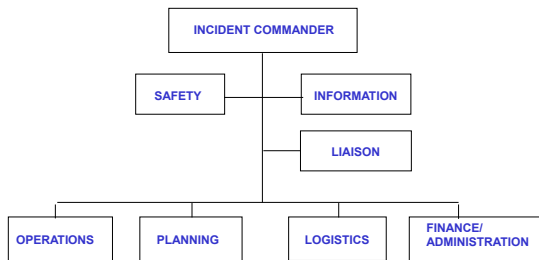 INCIDENT COMMANDER
SAFETY
INFORMATION
LIAISON
OPERATIONS
PLANNING
LOGISTICS
FINANCE/
ADMINISTRATION